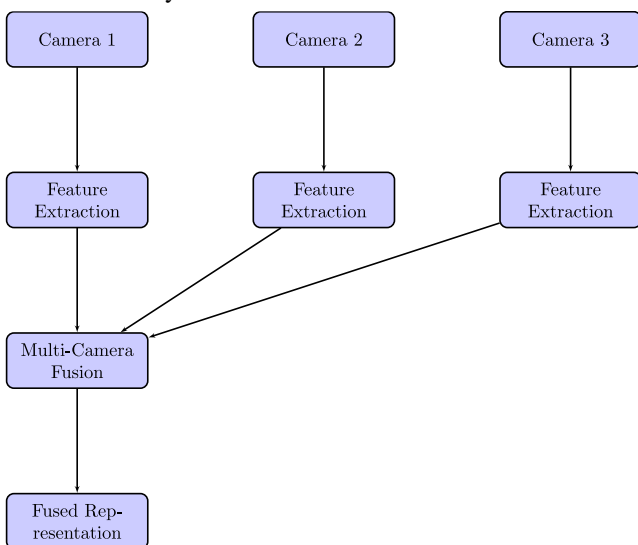 Camera 1
Camera 2
Camera 3
Feature
Extraction
Feature
Extraction
Feature
Extraction
Multi-Camera
Fusion
Fused Rep-
resentation